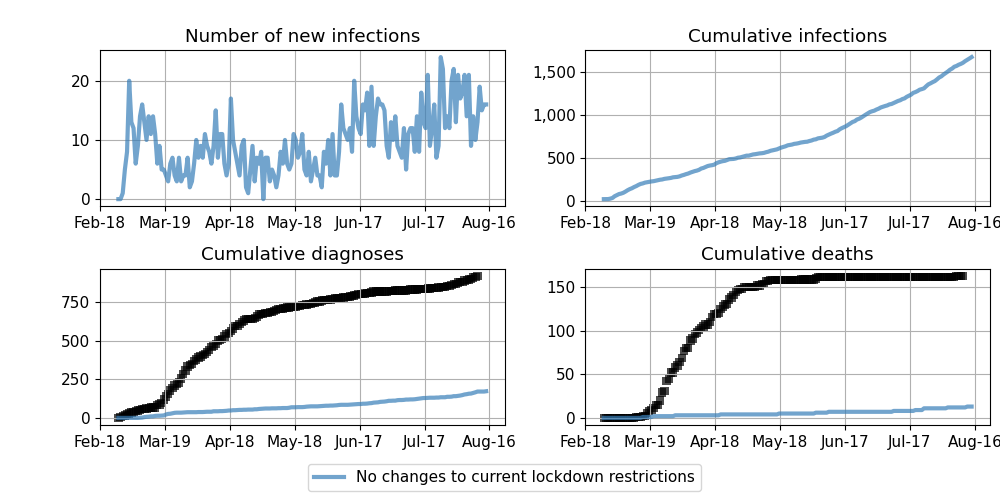 Number of new infections
20
10
0
Feb-18 Mar-19 Apr-18 May-18 Jun-17 Jul-17 Aug-16
Cumulative infections
1,500
1,000
500
0
Feb-18 Mar-19 Apr-18 May-18 Jun-17 Jul-17 Aug-16
Cumulative diagnoses
750
500
250
0
Feb-18 Mar-19 Apr-18 May-18 Jun-17 Jul-17 Aug-16
Cumulative deaths
150
100
50
0
Feb-18 Mar-19 Apr-18 May-18 Jun-17 Jul-17 Aug-16
No changes to current lockdown restrictions